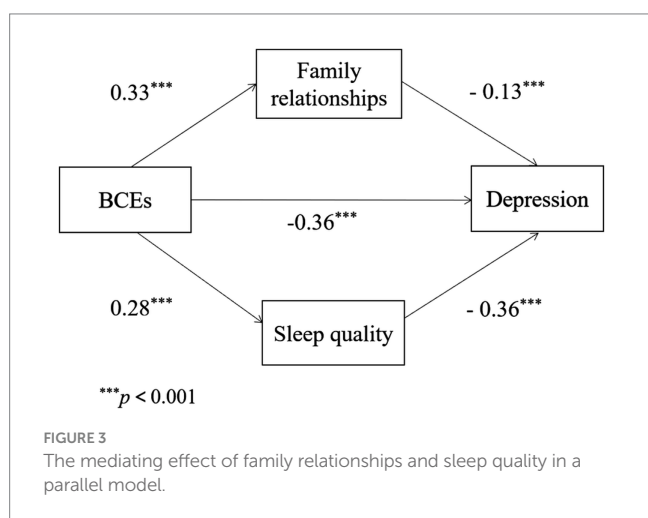 Family
relationships
0.33***
- 0.13***
BCEs
Depression
-0.36***
0.28***
- 0.36***
Sleep quality
***p < 0.001
FIGURE 3
The mediating effect of family relationships and sleep quality in a
parallel model.